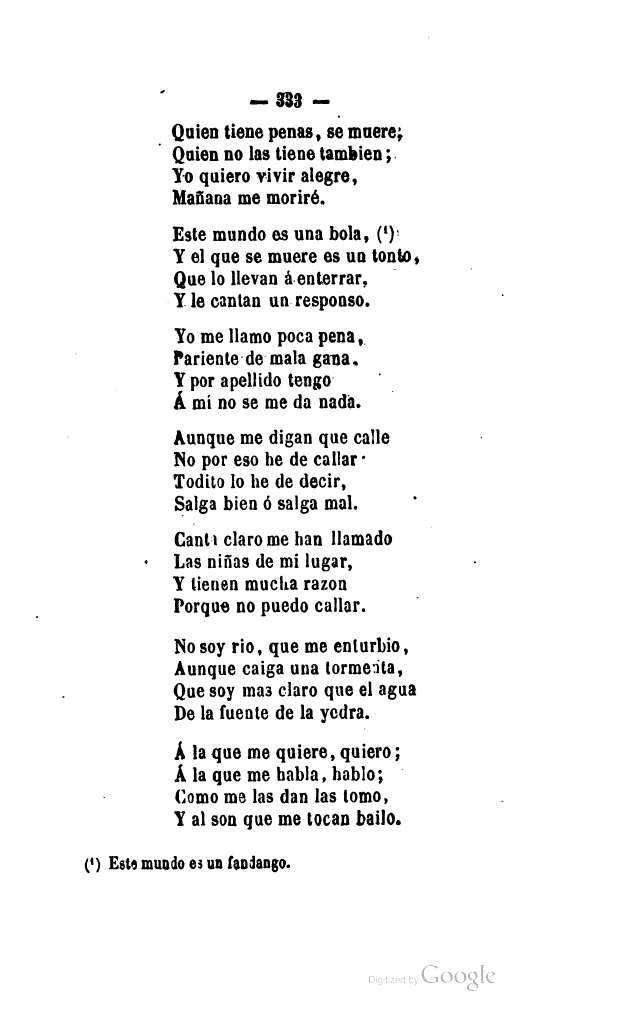 — 333 —
Quien tiene penas, se muere;
Quien no las tiene tambien;
Yo quiero vivir alegre,
Mañana me moriré.
Este mundo es una bola, (¹)
Y el que se muere es un tonto,
Que lo llevan á enterrar,
Y le cantan un responso.
Yo me llamo poca pena,
Pariente de mala gana.
Y por apellido tengo
Á mi no se me da nada.
Aunque me digan que calle
No por eso he de callar
Todito lo he de decir,
Salga bien ó salga mal.
Canta claro me han llamado
Las niñas de mi lugar,
Y tienen mucha razon
Porque no puedo callar.
No soy rio, que me enturbio,
Aunque caiga una tormenta,
Que soy mas claro que el agua
De la fuente de la yedra.
Á la que me quiere, quiero;
Á la que me habla, hablo;
Como me las dan las tomo,
Y al son que me tocan bailo.
(¹) Este mundo es un fandango.
Digitized by Google